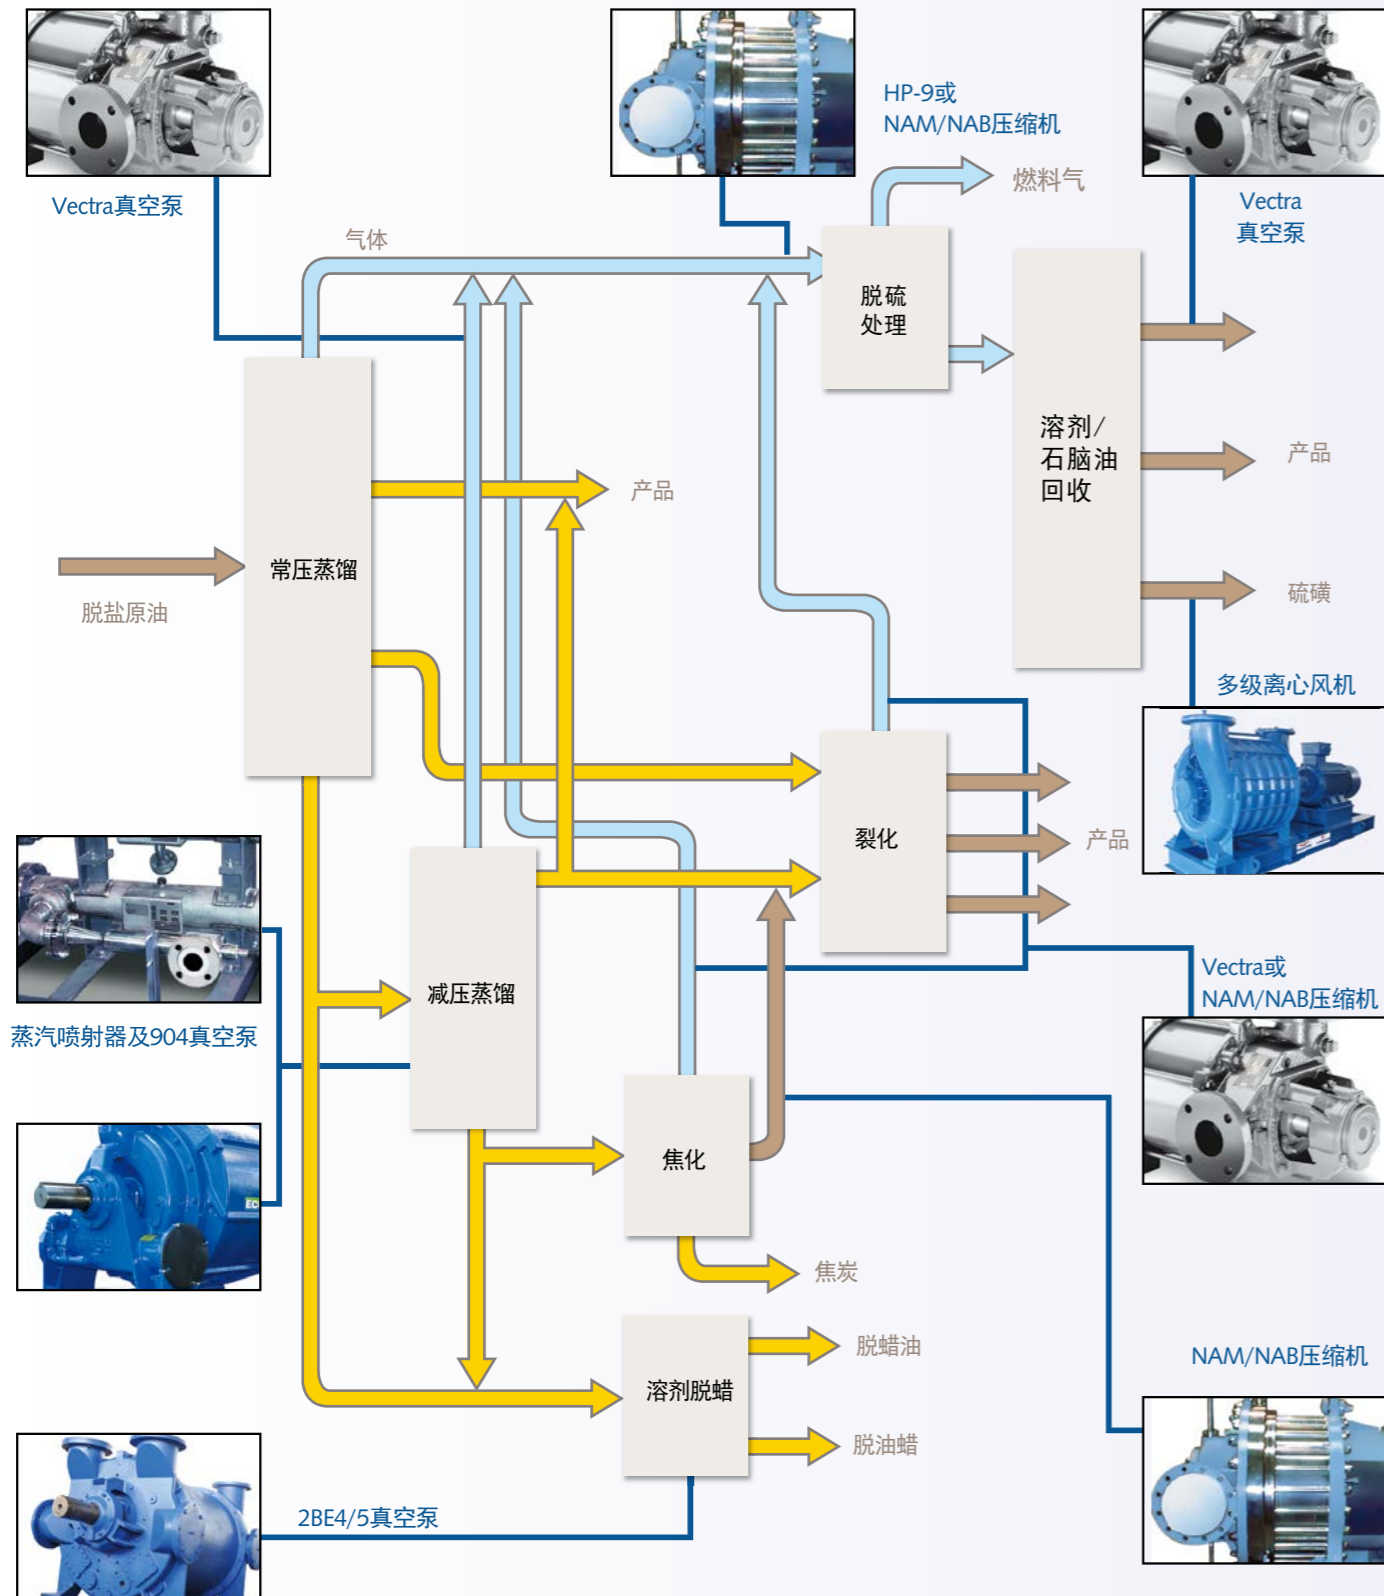 HP-9或
NAM/NAB压缩机
燃料气
Vectra真空泵
Vectra
真空泵
气体
脱硫
处理
溶剂/
石脑油
回收
产品
产品
常压蒸馏
脱盐原油
硫磺
多级离心风机
裂化
产品
减压蒸馏
Vectra或
NAM/NAB压缩机
蒸汽喷射器及904真空泵
焦化
焦炭
脱蜡油
NAM/NAB压缩机
溶剂脱蜡
脱油蜡
2BE4/5真空泵